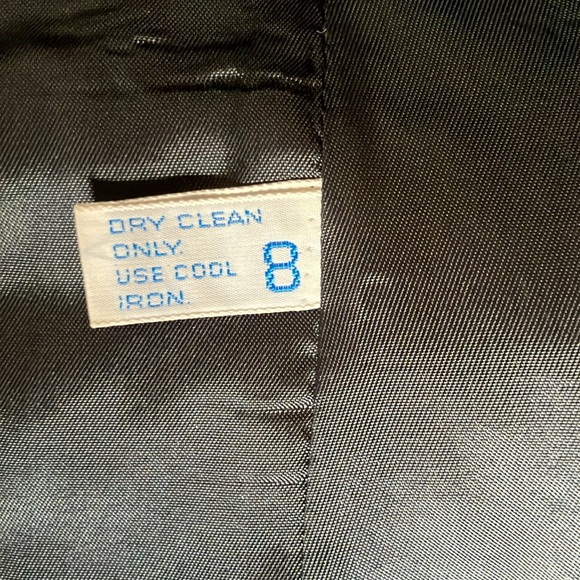 DRY CLEAN
ONLY.
USE COOL
IRON.
8